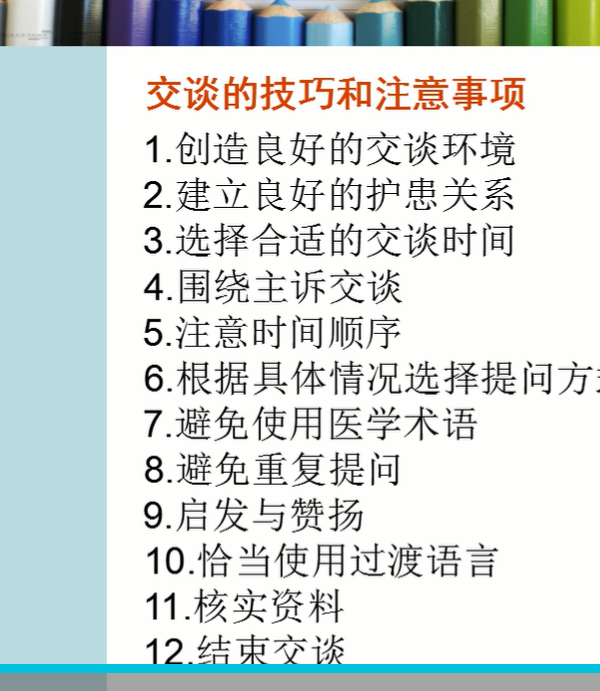 交谈的技巧和注意事项
1.创造良好的交谈环境
2.建立良好的护患关系
3.选择合适的交谈时间
4.围绕主诉交谈
5.注意时间顺序
6.根据具体情况选择提问方
7.避免使用医学术语
8.避免重复提问
9.启发与赞扬
10.恰当使用过渡语言
11.核实资料
12.结束交谈